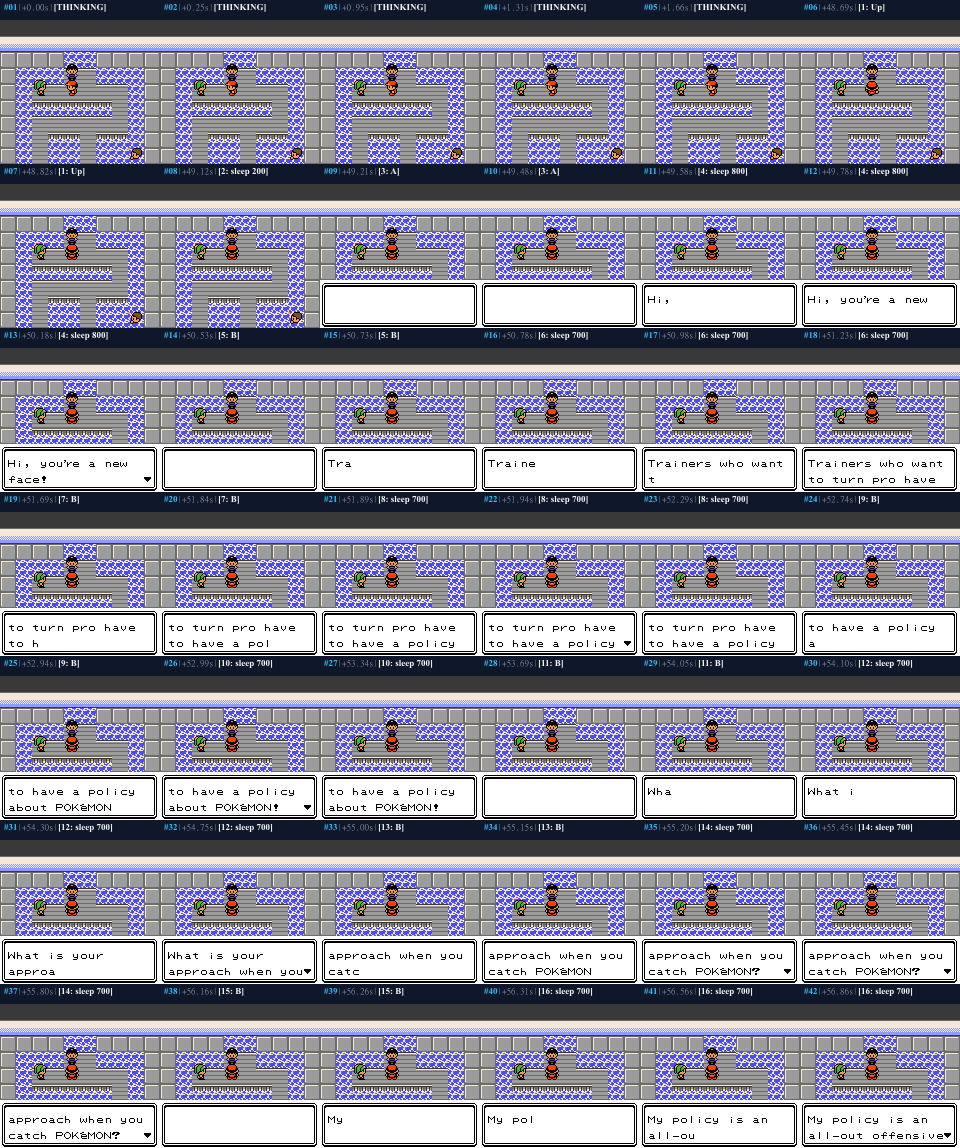 #01|+0.00s|[THINKING]
#02|+0.25s|[THINKING]
#03|+0.95s|[THINKING]
#04|+1.31s|[THINKING]
#05|+1.66s|[THINKING]
#06|+48.69s|[1: Up]
#07|+48.82s|[1: Up]
#08|+49.12s|[2: sleep 200]
#09|+49.21s|[3: A]
#10|+49.48s|[3: A]
#11|+49.58s|[4: sleep 800]
#12|+49.78s|[4: sleep 800]
Hi,
Hi, you're a new
#13|+50.18s|[4: sleep 800]
#14|+50.53s|[5: B]
#15|+50.73s|[5: B]
#16|+50.78s|[6: sleep 700]
#17|+50.98s|[6: sleep 700]
#18|+51.23s|[6: sleep 700]
Hi, you're a new
face!
Tra
Traine
Trainers who want
t
Trainers who want
to turn pro have
#19|+51.69s|[7: B]
#20|+51.84s|[7: B]
#21|+51.89s|[8: sleep 700]
#22|+51.94s|[8: sleep 700]
#23|+52.29s|[8: sleep 700]
#24|+52.74s|[9: B]
to turn pro have
to h
to turn pro have
to have a pol
to turn pro have
to have a policy
to turn pro have
to have a policy
to turn pro have
to have a policy
to have a policy
a
#25|+52.94s|[9: B]
#26|+52.99s|[10: sleep 700]
#27|+53.34s|[10: sleep 700]
#28|+53.69s|[11: B]
#29|+54.05s|[11: B]
#30|+54.10s|[12: sleep 700]
to have a policy
about POKéMON
to have a policy
about POKéMON!
to have a policy
about POKéMON!
Wha
What i
#31|+54.30s|[12: sleep 700]
#32|+54.75s|[12: sleep 700]
#33|+55.00s|[13: B]
#34|+55.15s|[13: B]
#35|+55.20s|[14: sleep 700]
#36|+55.45s|[14: sleep 700]
What is your
approa
What is your
approach when you
approach when you
catc
approach when you
catch POKéMON
approach when you
catch POKéMON?
approach when you
catch POKéMON?
#37|+55.80s|[14: sleep 700]
#38|+56.16s|[15: B]
#39|+56.26s|[15: B]
#40|+56.31s|[16: sleep 700]
#41|+56.56s|[16: sleep 700]
#42|+56.86s|[16: sleep 700]
approach when you
catch POKéMON?
My
My pol
My policy is an
all-ou
My policy is an
all-out offensive